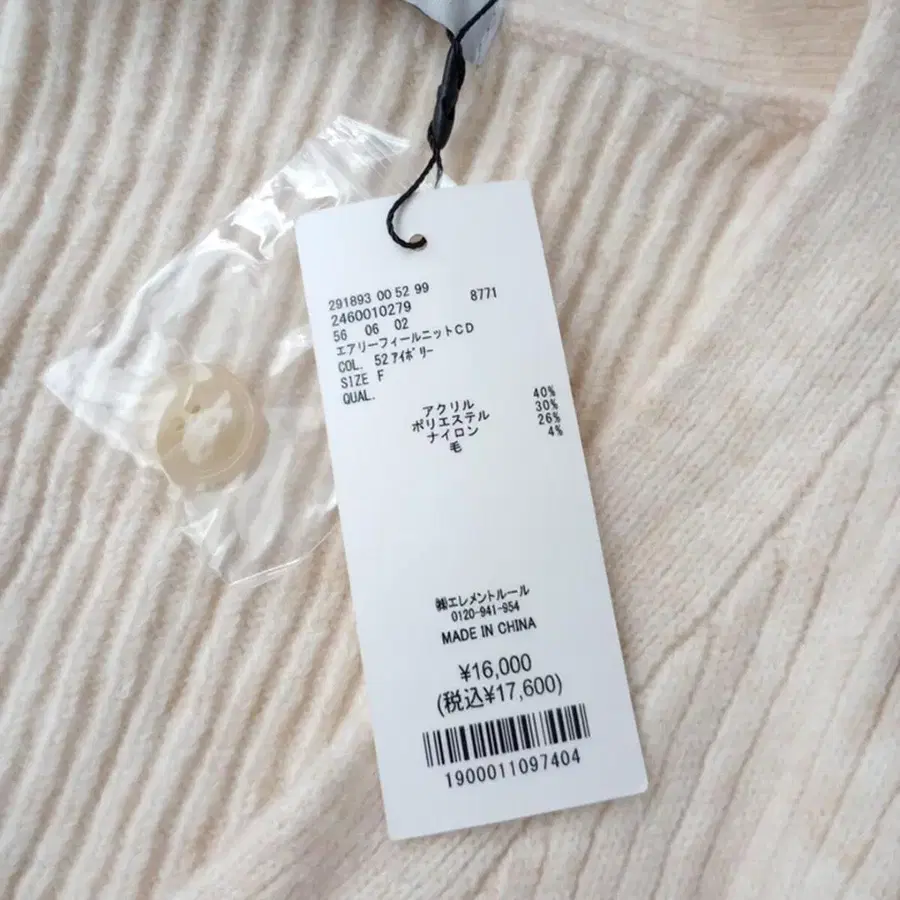 291893 00 52 99 8771
2460010279
56 06 02
エアリーフィールニットCD
COL. 52 ｱｲﾎﾞﾘｰ
SIZE F
QUAL.
アクリル 40%
ポリエステル 30%
ナイロン 26%
毛 4%
㈱エレメントルール
0120-941-954
MADE IN CHINA
¥16,000
(税込¥17,600)
1900011097404